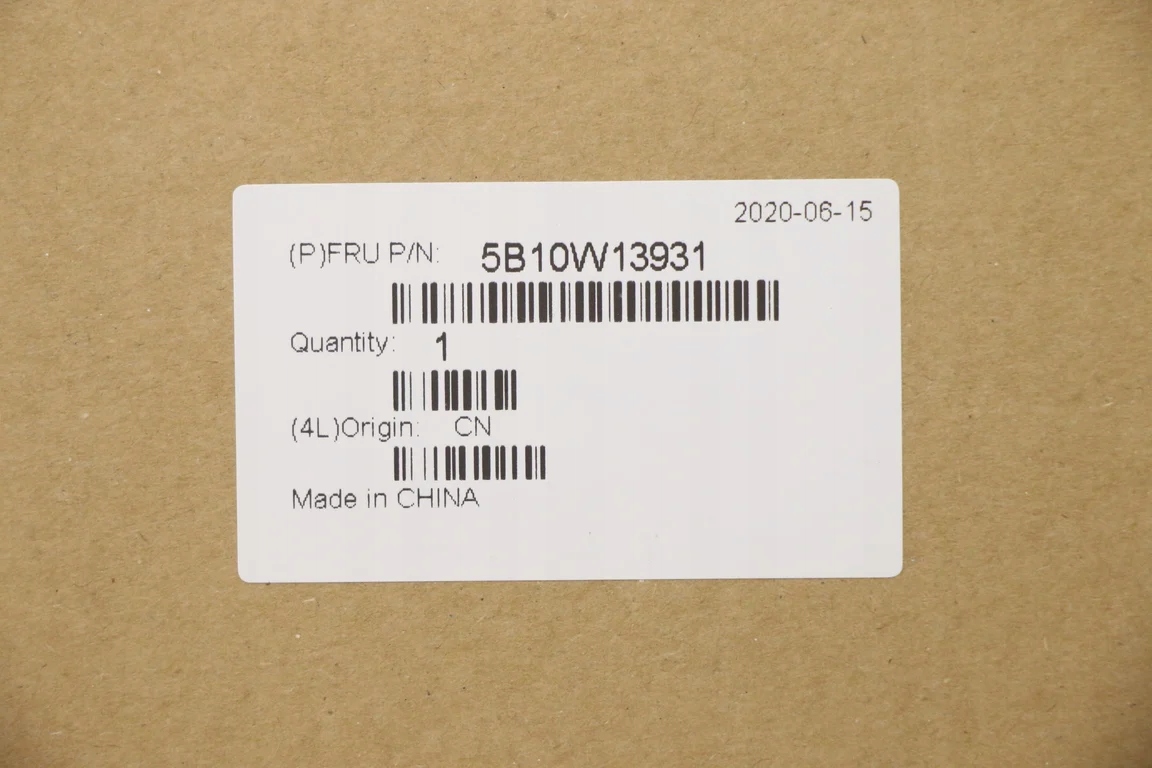 2020-06-15
(P)FRU P/N: 5B10W13931
Quantity: 1
(4L)Origin: CN
Made in CHINA